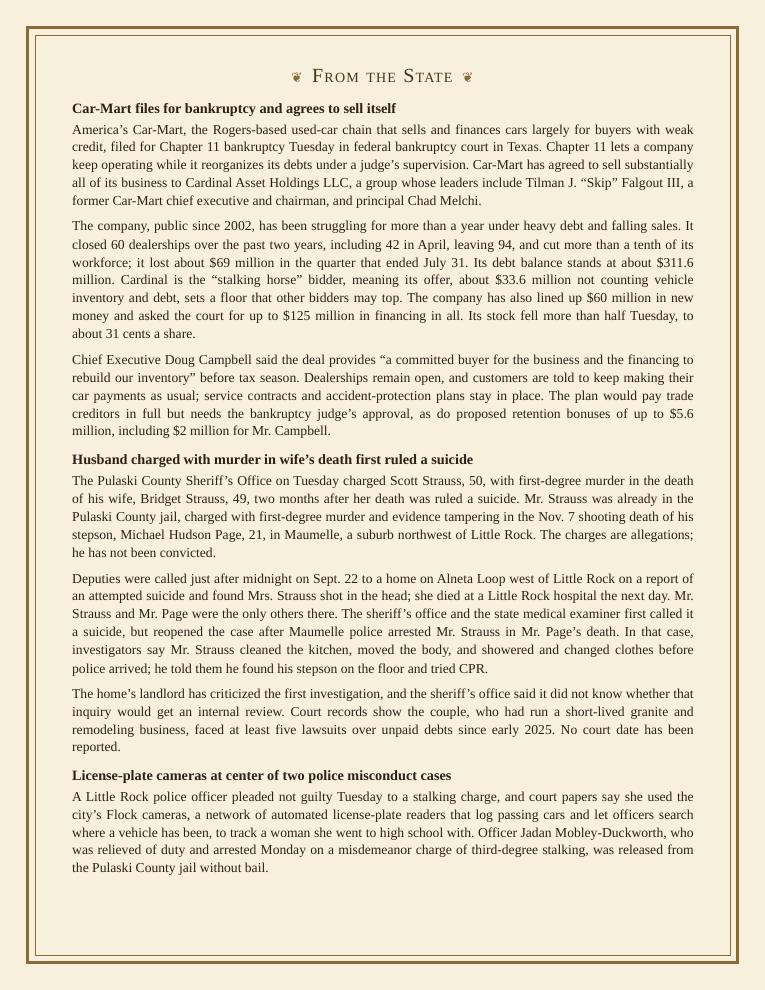 ❦ From the State ❦
Car-Mart files for bankruptcy and agrees to sell itself
America’s Car-Mart, the Rogers-based used-car chain that sells and finances cars largely for buyers with weak
credit, filed for Chapter 11 bankruptcy Tuesday in federal bankruptcy court in Texas. Chapter 11 lets a company
keep operating while it reorganizes its debts under a judge’s supervision. Car-Mart has agreed to sell substantially
all of its business to Cardinal Asset Holdings LLC, a group whose leaders include Tilman J. “Skip” Falgout III, a
former Car-Mart chief executive and chairman, and principal Chad Melchi.
The company, public since 2002, has been struggling for more than a year under heavy debt and falling sales. It
closed 60 dealerships over the past two years, including 42 in April, leaving 94, and cut more than a tenth of its
workforce; it lost about $69 million in the quarter that ended July 31. Its debt balance stands at about $311.6
million. Cardinal is the “stalking horse” bidder, meaning its offer, about $33.6 million not counting vehicle
inventory and debt, sets a floor that other bidders may top. The company has also lined up $60 million in new
money and asked the court for up to $125 million in financing in all. Its stock fell more than half Tuesday, to
about 31 cents a share.
Chief Executive Doug Campbell said the deal provides “a committed buyer for the business and the financing to
rebuild our inventory” before tax season. Dealerships remain open, and customers are told to keep making their
car payments as usual; service contracts and accident-protection plans stay in place. The plan would pay trade
creditors in full but needs the bankruptcy judge’s approval, as do proposed retention bonuses of up to $5.6
million, including $2 million for Mr. Campbell.
Husband charged with murder in wife’s death first ruled a suicide
The Pulaski County Sheriff’s Office on Tuesday charged Scott Strauss, 50, with first-degree murder in the death
of his wife, Bridget Strauss, 49, two months after her death was ruled a suicide. Mr. Strauss was already in the
Pulaski County jail, charged with first-degree murder and evidence tampering in the Nov. 7 shooting death of his
stepson, Michael Hudson Page, 21, in Maumelle, a suburb northwest of Little Rock. The charges are allegations;
he has not been convicted.
Deputies were called just after midnight on Sept. 22 to a home on Alneta Loop west of Little Rock on a report of
an attempted suicide and found Mrs. Strauss shot in the head; she died at a Little Rock hospital the next day. Mr.
Strauss and Mr. Page were the only others there. The sheriff’s office and the state medical examiner first called it
a suicide, but reopened the case after Maumelle police arrested Mr. Strauss in Mr. Page’s death. In that case,
investigators say Mr. Strauss cleaned the kitchen, moved the body, and showered and changed clothes before
police arrived; he told them he found his stepson on the floor and tried CPR.
The home’s landlord has criticized the first investigation, and the sheriff’s office said it did not know whether that
inquiry would get an internal review. Court records show the couple, who had run a short-lived granite and
remodeling business, faced at least five lawsuits over unpaid debts since early 2025. No court date has been
reported.
License-plate cameras at center of two police misconduct cases
A Little Rock police officer pleaded not guilty Tuesday to a stalking charge, and court papers say she used the
city’s Flock cameras, a network of automated license-plate readers that log passing cars and let officers search
where a vehicle has been, to track a woman she went to high school with. Officer Jadan Mobley-Duckworth, who
was relieved of duty and arrested Monday on a misdemeanor charge of third-degree stalking, was released from
the Pulaski County jail without bail.